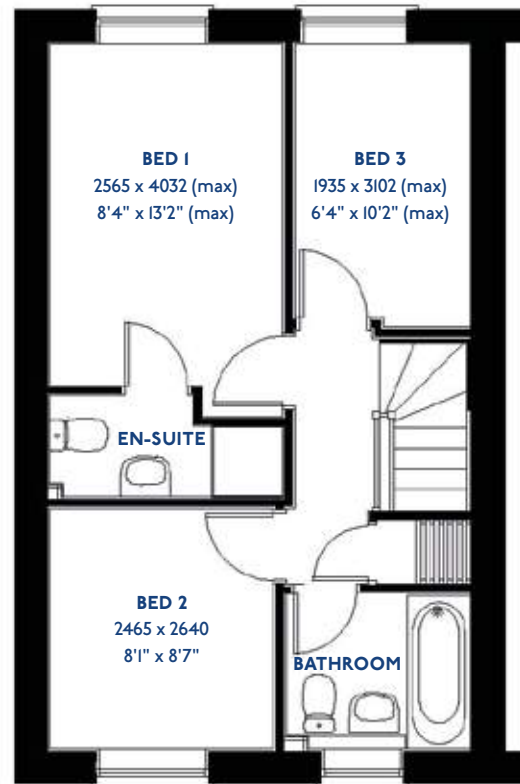 BED 1
2565 x 4032 (max)
8'4" x 13'2" (max)
BED 3
1935 x 3102 (max)
6'4" x 10'2" (max)
EN-SUITE
BED 2
2465 x 2640
8'1" x 8'7"
BATHROOM